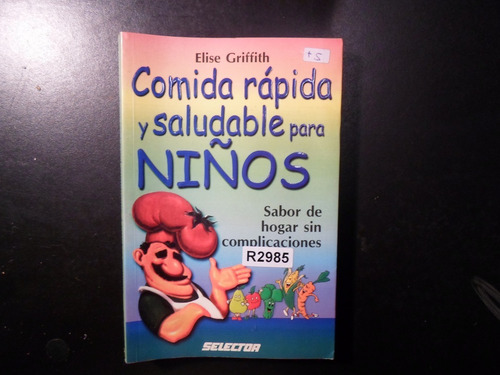 Elise Griffith
+5
Comida rápida
y saludable para
NIÑOS
Sabor de
hogar sin
complicaciones
R2985
SELECTOR